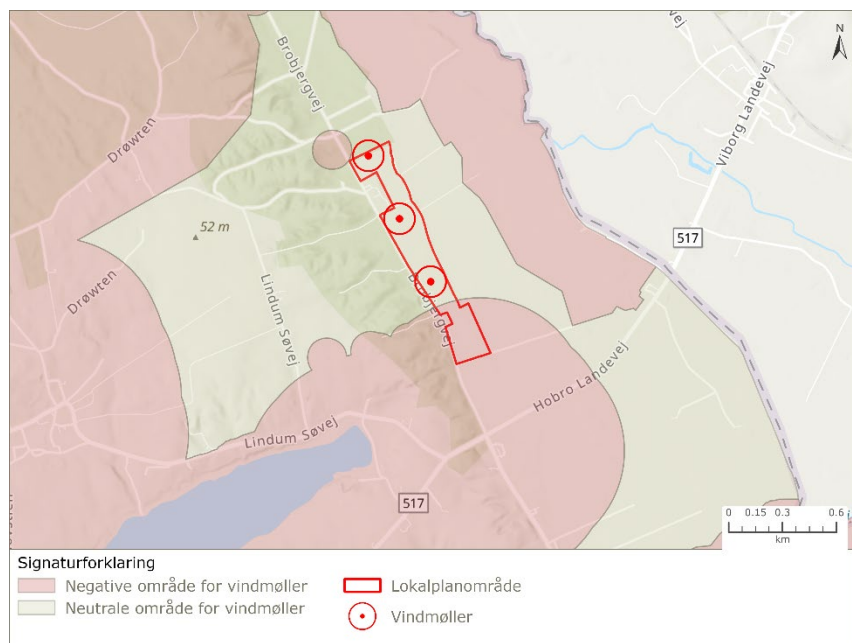 Brobjergvej
Viborg Landevej
N
Drøwten
517
52 m
Lindum Søvej
Drøwten
Brobjergvej
Hobro Landevej
Lindum Søvej
517
0 0.15 0.3 0.6
km
Signaturforklaring
Negative område for vindmøller
Lokalplanområde
Neutrale område for vindmøller
Vindmøller